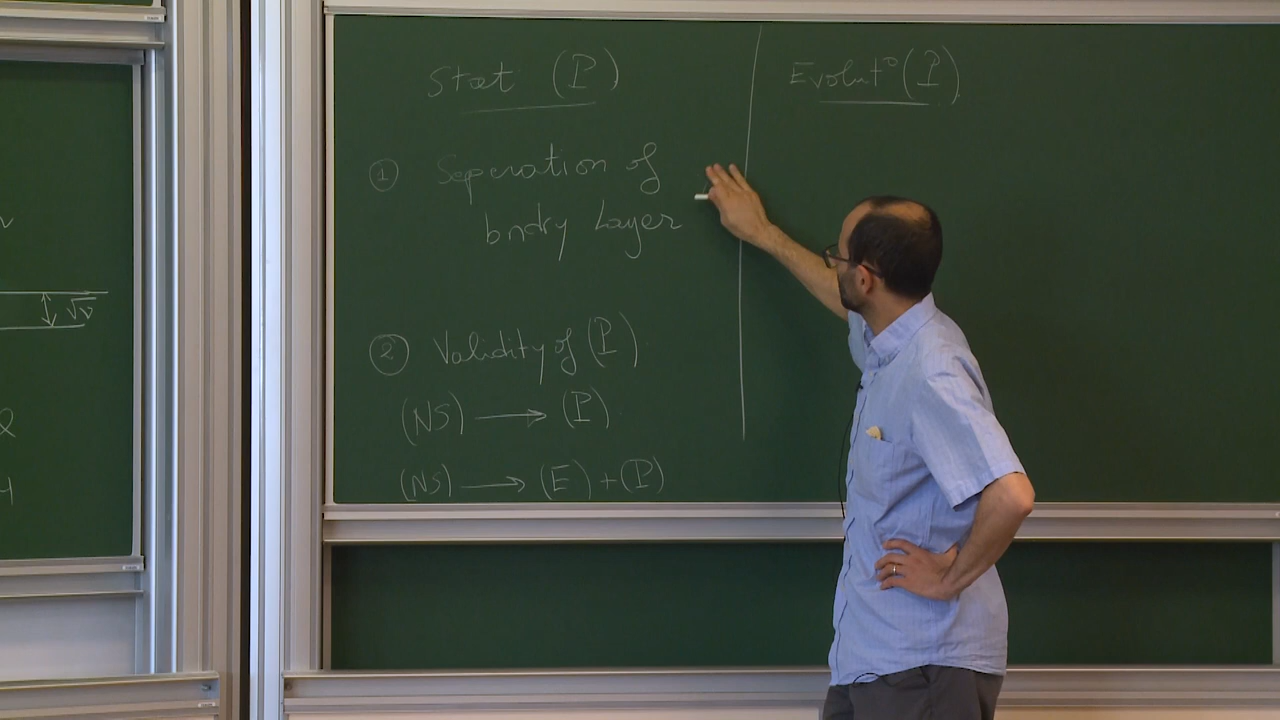 Stat (P)
① Seperation of
bndry Layer
② Validity of (P)
(NS) ⟶ (P)
(NS) ⟶ (E) + (P)
Evolut° (P)
√ν